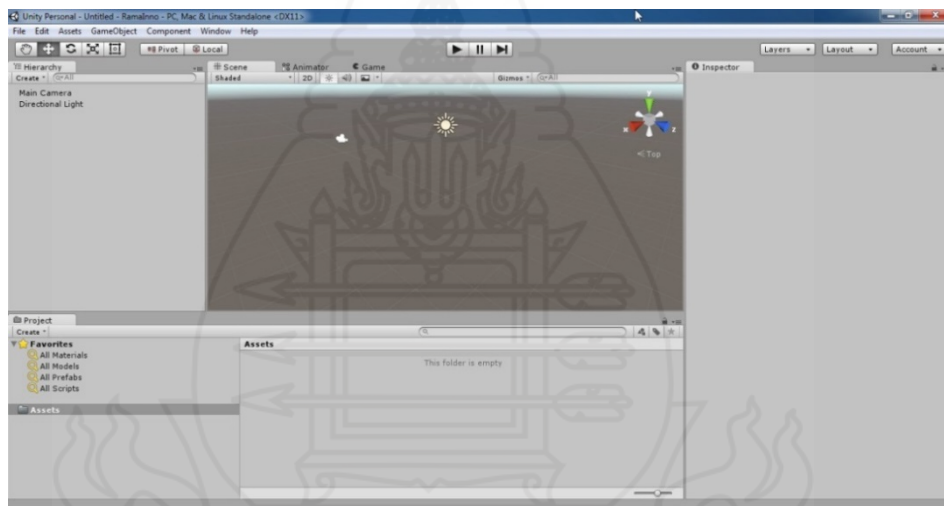 Unity Personal - Untitled - RamaInno - PC, Mac & Linux Standalone <DX11>
File Edit Assets GameObject Component Window Help
Pivot Local Layers Layout Account
Hierarchy
Create All
Main Camera
Directional Light
Scene Animator Game
Shaded 2D Gizmos All
y
x z
Top
Inspector
Project
Create
Favorites
All Materials
All Models
All Prefabs
All Scripts
Assets
Assets
This folder is empty